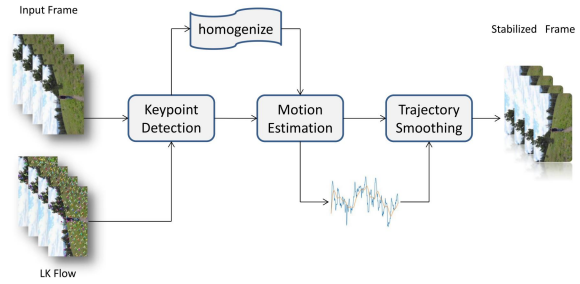 Input Frame
homogenize
Stabilized Frame
Keypoint
Detection
Motion
Estimation
Trajectory
Smoothing
LK Flow